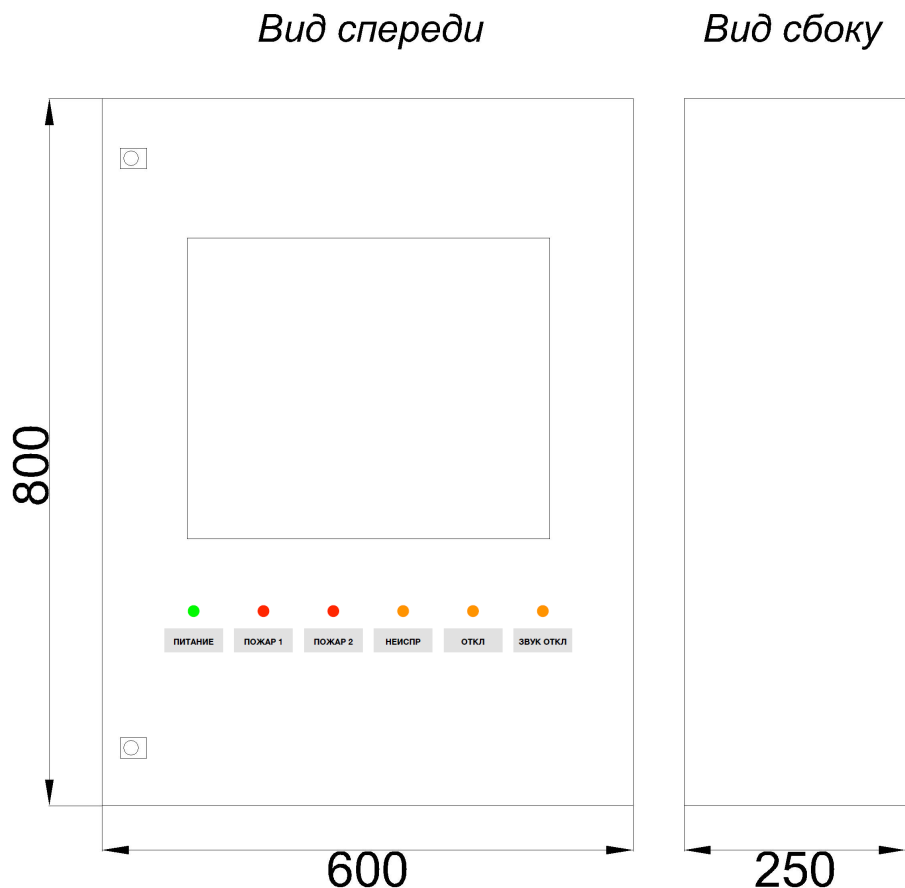 Вид спереди
Вид сбоку
800
ПИТАНИЕ
ПОЖАР 1
ПОЖАР 2
НЕИСПР
ОТКЛ
ЗВУК ОТКЛ
600
250